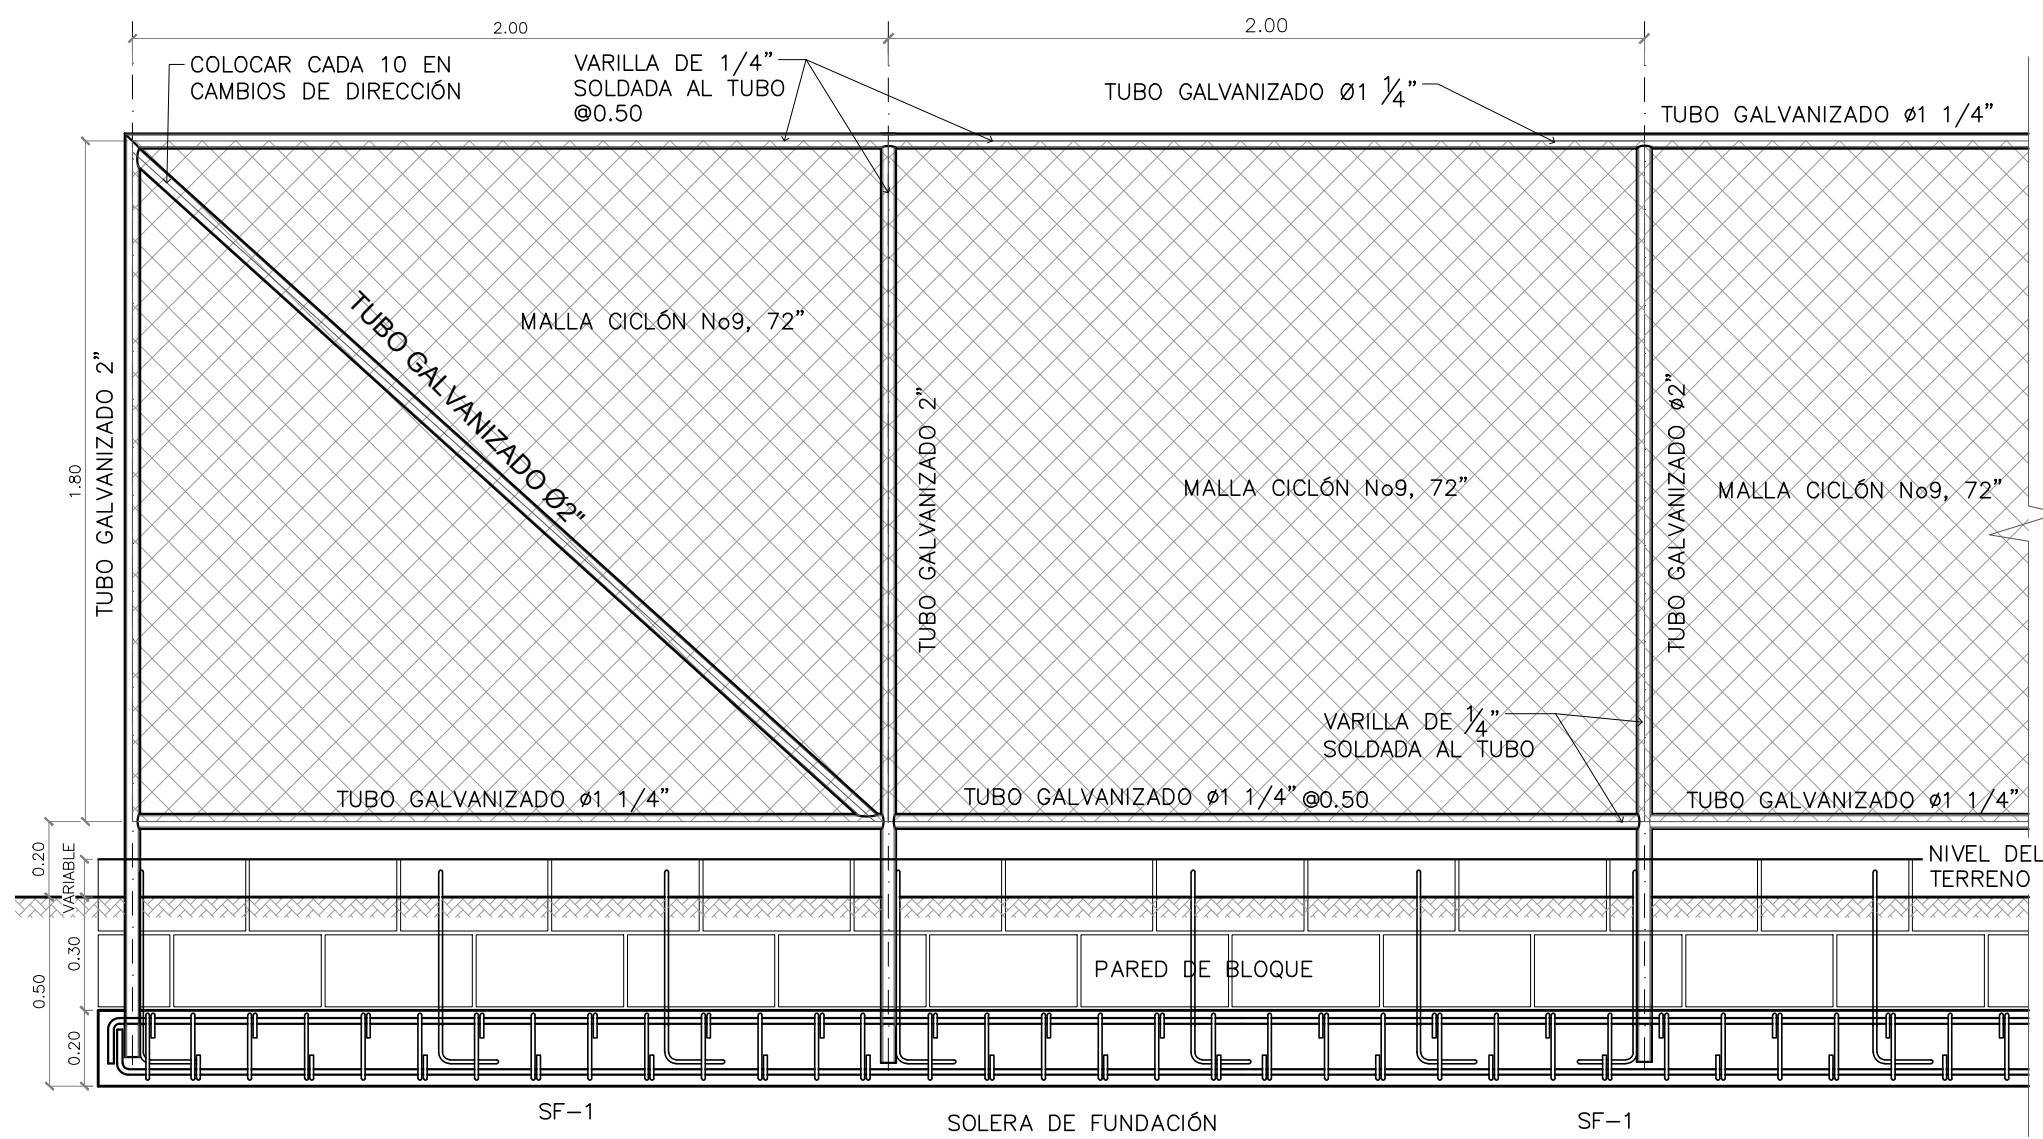 2.00
2.00
COLOCAR CADA 10 EN
CAMBIOS DE DIRECCIÓN
VARILLA DE 1/4"
SOLDADA AL TUBO
@0.50
TUBO GALVANIZADO Ø1 1/4"
TUBO GALVANIZADO ø1 1/4"
TUBO GALVANIZADO 2"
1.80
TUBO GALVANIZADO Ø2"
MALLA CICLÓN No9, 72"
TUBO GALVANIZADO 2"
MALLA CICLÓN No9, 72"
TUBO GALVANIZADO ø2"
MALLA CICLÓN No9, 72"
VARILLA DE 1/4"
SOLDADA AL TUBO
TUBO GALVANIZADO ø1 1/4"
TUBO GALVANIZADO ø1 1/4" @0.50
TUBO GALVANIZADO ø1 1/4"
0.20
VARIABLE
NIVEL DEL
TERRENO
0.50
0.30
PARED DE BLOQUE
0.20
SF-1
SOLERA DE FUNDACIÓN
SF-1